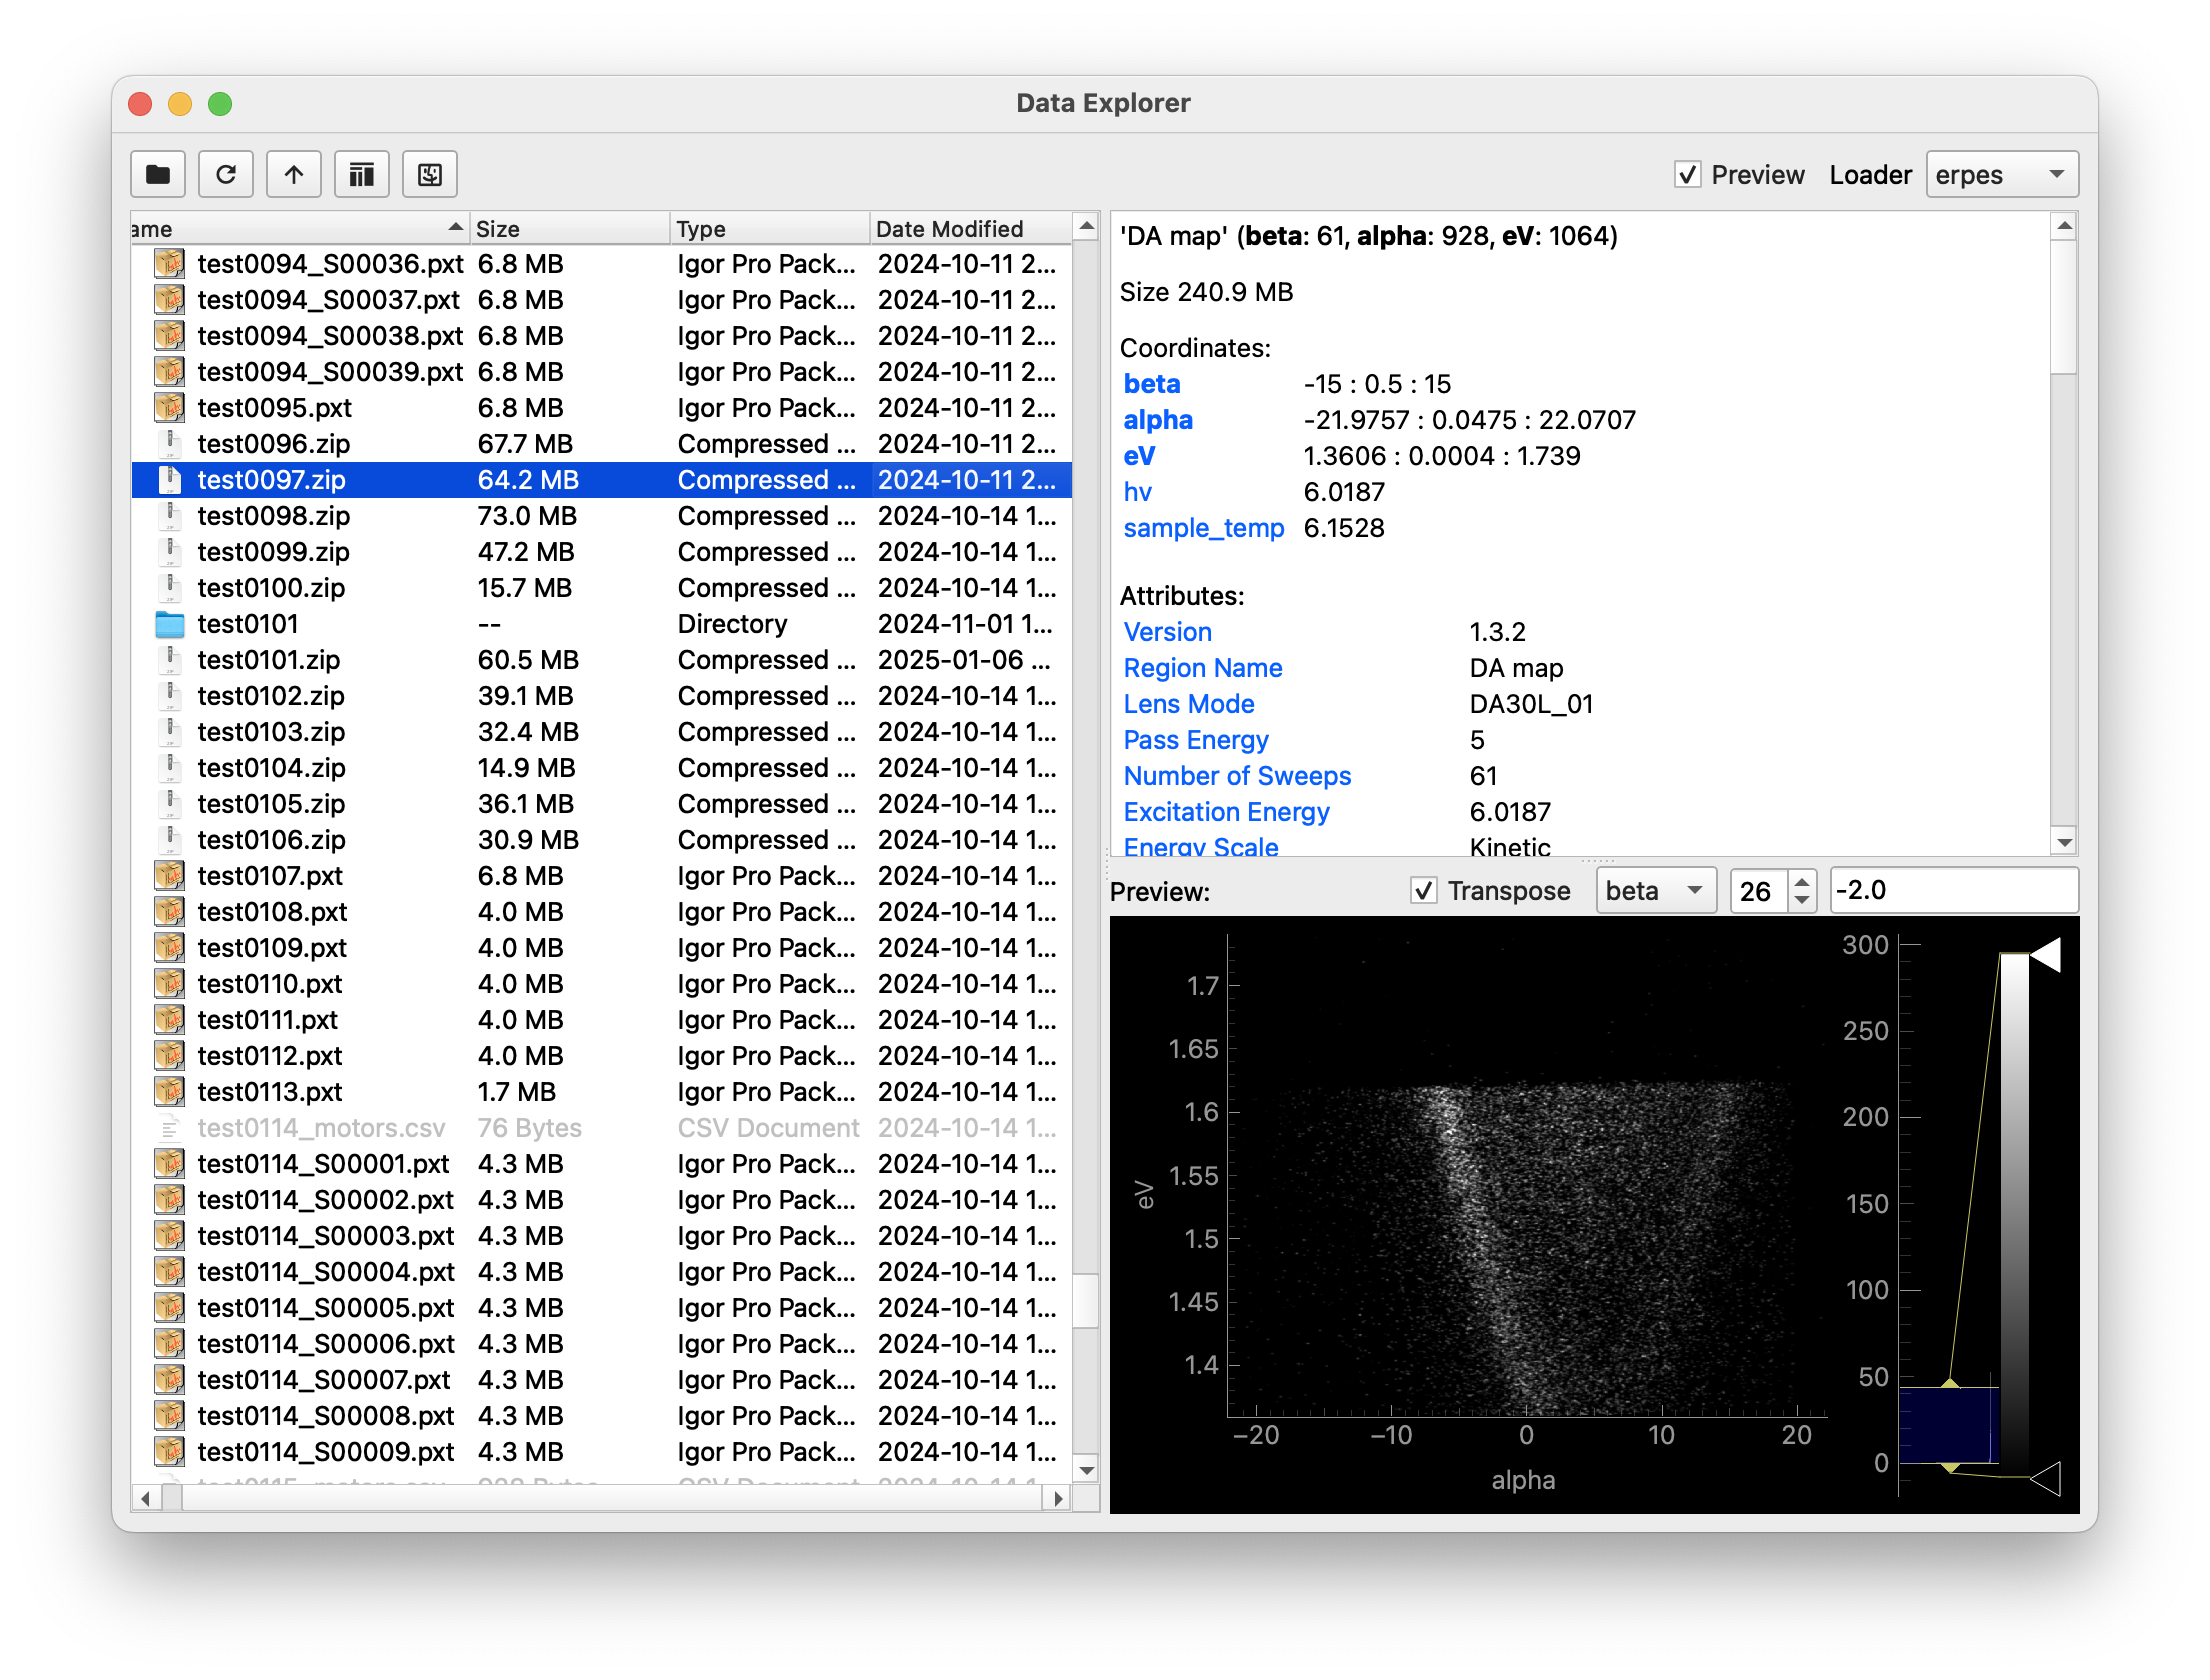 Data Explorer
Preview Loader erpes
ame Size Type Date Modified
test0094_S00036.pxt 6.8 MB Igor Pro Pack... 2024-10-11 2...
test0094_S00037.pxt 6.8 MB Igor Pro Pack... 2024-10-11 2...
test0094_S00038.pxt 6.8 MB Igor Pro Pack... 2024-10-11 2...
test0094_S00039.pxt 6.8 MB Igor Pro Pack... 2024-10-11 2...
test0095.pxt 6.8 MB Igor Pro Pack... 2024-10-11 2...
test0096.zip 67.7 MB Compressed ... 2024-10-11 2...
test0097.zip 64.2 MB Compressed ... 2024-10-11 2...
test0098.zip 73.0 MB Compressed ... 2024-10-14 1...
test0099.zip 47.2 MB Compressed ... 2024-10-14 1...
test0100.zip 15.7 MB Compressed ... 2024-10-14 1...
test0101 -- Directory 2024-11-01 1...
test0101.zip 60.5 MB Compressed ... 2025-01-06 ...
test0102.zip 39.1 MB Compressed ... 2024-10-14 1...
test0103.zip 32.4 MB Compressed ... 2024-10-14 1...
test0104.zip 14.9 MB Compressed ... 2024-10-14 1...
test0105.zip 36.1 MB Compressed ... 2024-10-14 1...
test0106.zip 30.9 MB Compressed ... 2024-10-14 1...
test0107.pxt 6.8 MB Igor Pro Pack... 2024-10-14 1...
test0108.pxt 4.0 MB Igor Pro Pack... 2024-10-14 1...
test0109.pxt 4.0 MB Igor Pro Pack... 2024-10-14 1...
test0110.pxt 4.0 MB Igor Pro Pack... 2024-10-14 1...
test0111.pxt 4.0 MB Igor Pro Pack... 2024-10-14 1...
test0112.pxt 4.0 MB Igor Pro Pack... 2024-10-14 1...
test0113.pxt 1.7 MB Igor Pro Pack... 2024-10-14 1...
test0114_motors.csv 76 Bytes CSV Document 2024-10-14 1...
test0114_S00001.pxt 4.3 MB Igor Pro Pack... 2024-10-14 1...
test0114_S00002.pxt 4.3 MB Igor Pro Pack... 2024-10-14 1...
test0114_S00003.pxt 4.3 MB Igor Pro Pack... 2024-10-14 1...
test0114_S00004.pxt 4.3 MB Igor Pro Pack... 2024-10-14 1...
test0114_S00005.pxt 4.3 MB Igor Pro Pack... 2024-10-14 1...
test0114_S00006.pxt 4.3 MB Igor Pro Pack... 2024-10-14 1...
test0114_S00007.pxt 4.3 MB Igor Pro Pack... 2024-10-14 1...
test0114_S00008.pxt 4.3 MB Igor Pro Pack... 2024-10-14 1...
test0114_S00009.pxt 4.3 MB Igor Pro Pack... 2024-10-14 1...
'DA map' (beta: 61, alpha: 928, eV: 1064)
Size 240.9 MB
Coordinates:
beta -15 : 0.5 : 15
alpha -21.9757 : 0.0475 : 22.0707
eV 1.3606 : 0.0004 : 1.739
hv 6.0187
sample_temp 6.1528
Attributes:
Version 1.3.2
Region Name DA map
Lens Mode DA30L_01
Pass Energy 5
Number of Sweeps 61
Excitation Energy 6.0187
Energy Scale Kinetic
Preview: Transpose beta 26 -2.0
1.7
1.65
1.6
1.55
1.5
1.45
1.4
eV
−20 −10 0 10 20
alpha
300
250
200
150
100
50
0